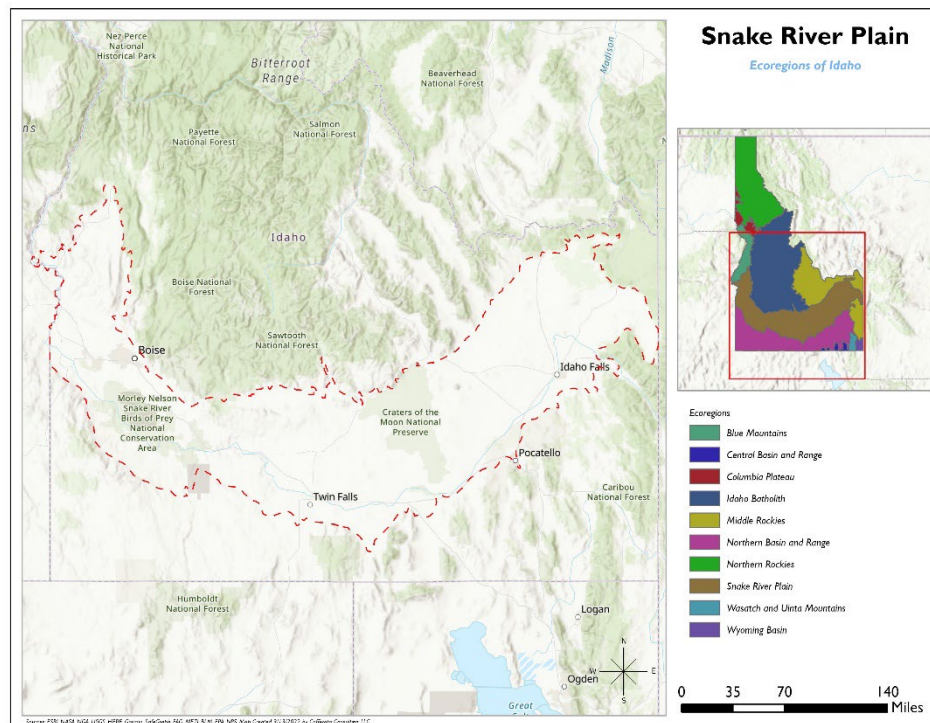 Nez Perce
National
Historical Park
Bitterroot
Range
Beaverhead
National Forest
Madison
ns
Payette
National Forest
Salmon
National Forest
Idaho
Boise National
Forest
Sawtooth
National Forest
Boise
Idaho Falls
Morley Nelson
Snake River
Birds of Prey
National
Conservation
Area
Craters of the
Moon National
Preserve
Pocatello
Twin Falls
Caribou
National Forest
Humboldt
National Forest
Logan
Great
Ogden
N
W
E
S
Snake River Plain
Ecoregions of Idaho
Ecoregions
Blue Mountains
Central Basin and Range
Columbia Plateau
Idaho Batholith
Middle Rockies
Northern Basin and Range
Northern Rockies
Snake River Plain
Wasatch and Uinta Mountains
Wyoming Basin
0 35 70 140
Miles